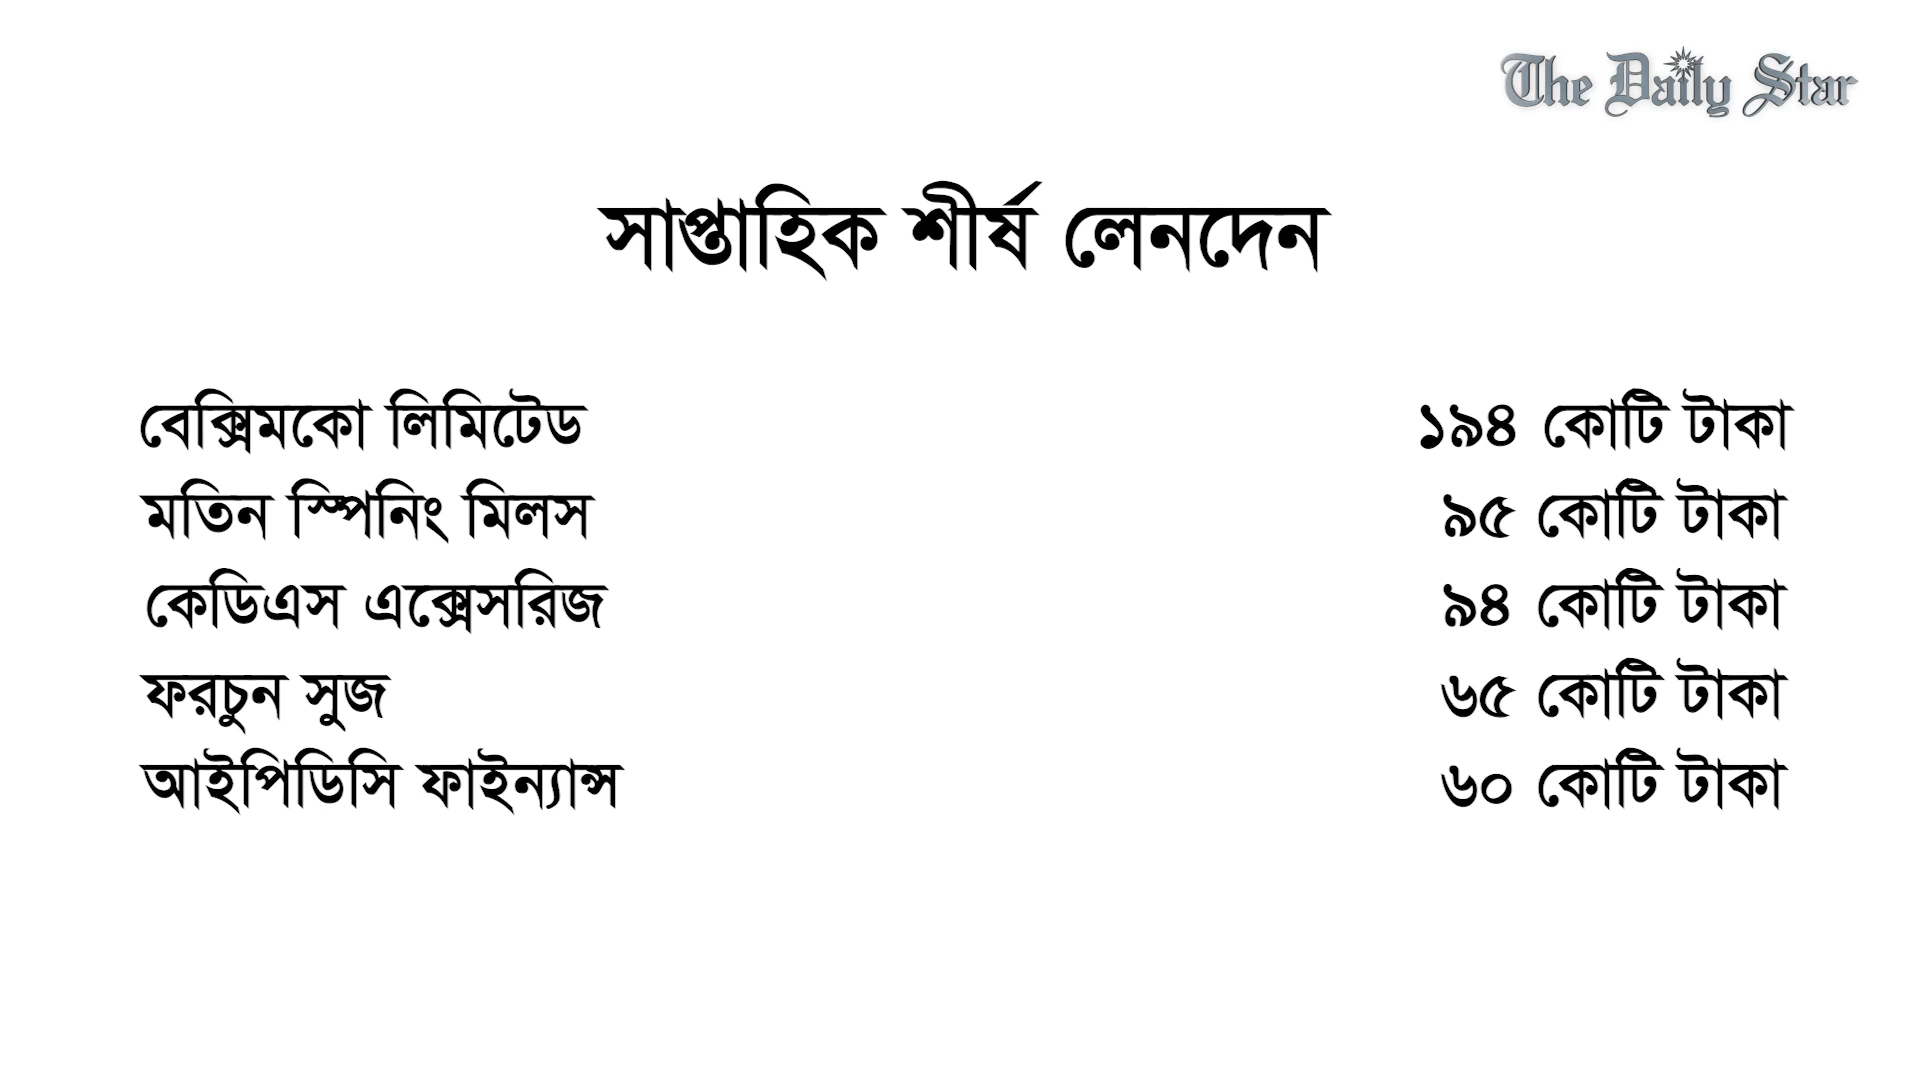 The Daily Star
সাপ্তাহিক শীর্ষ লেনদেন
বেক্সিমকো লিমিটেড ১৯৪ কোটি টাকা
মতিন স্পিনিং মিলস ৯৫ কোটি টাকা
কেডিএস এক্সেসরিজ ৯৪ কোটি টাকা
ফরচুন সুজ ৬৫ কোটি টাকা
আইপিডিসি ফাইন্যান্স ৬০ কোটি টাকা